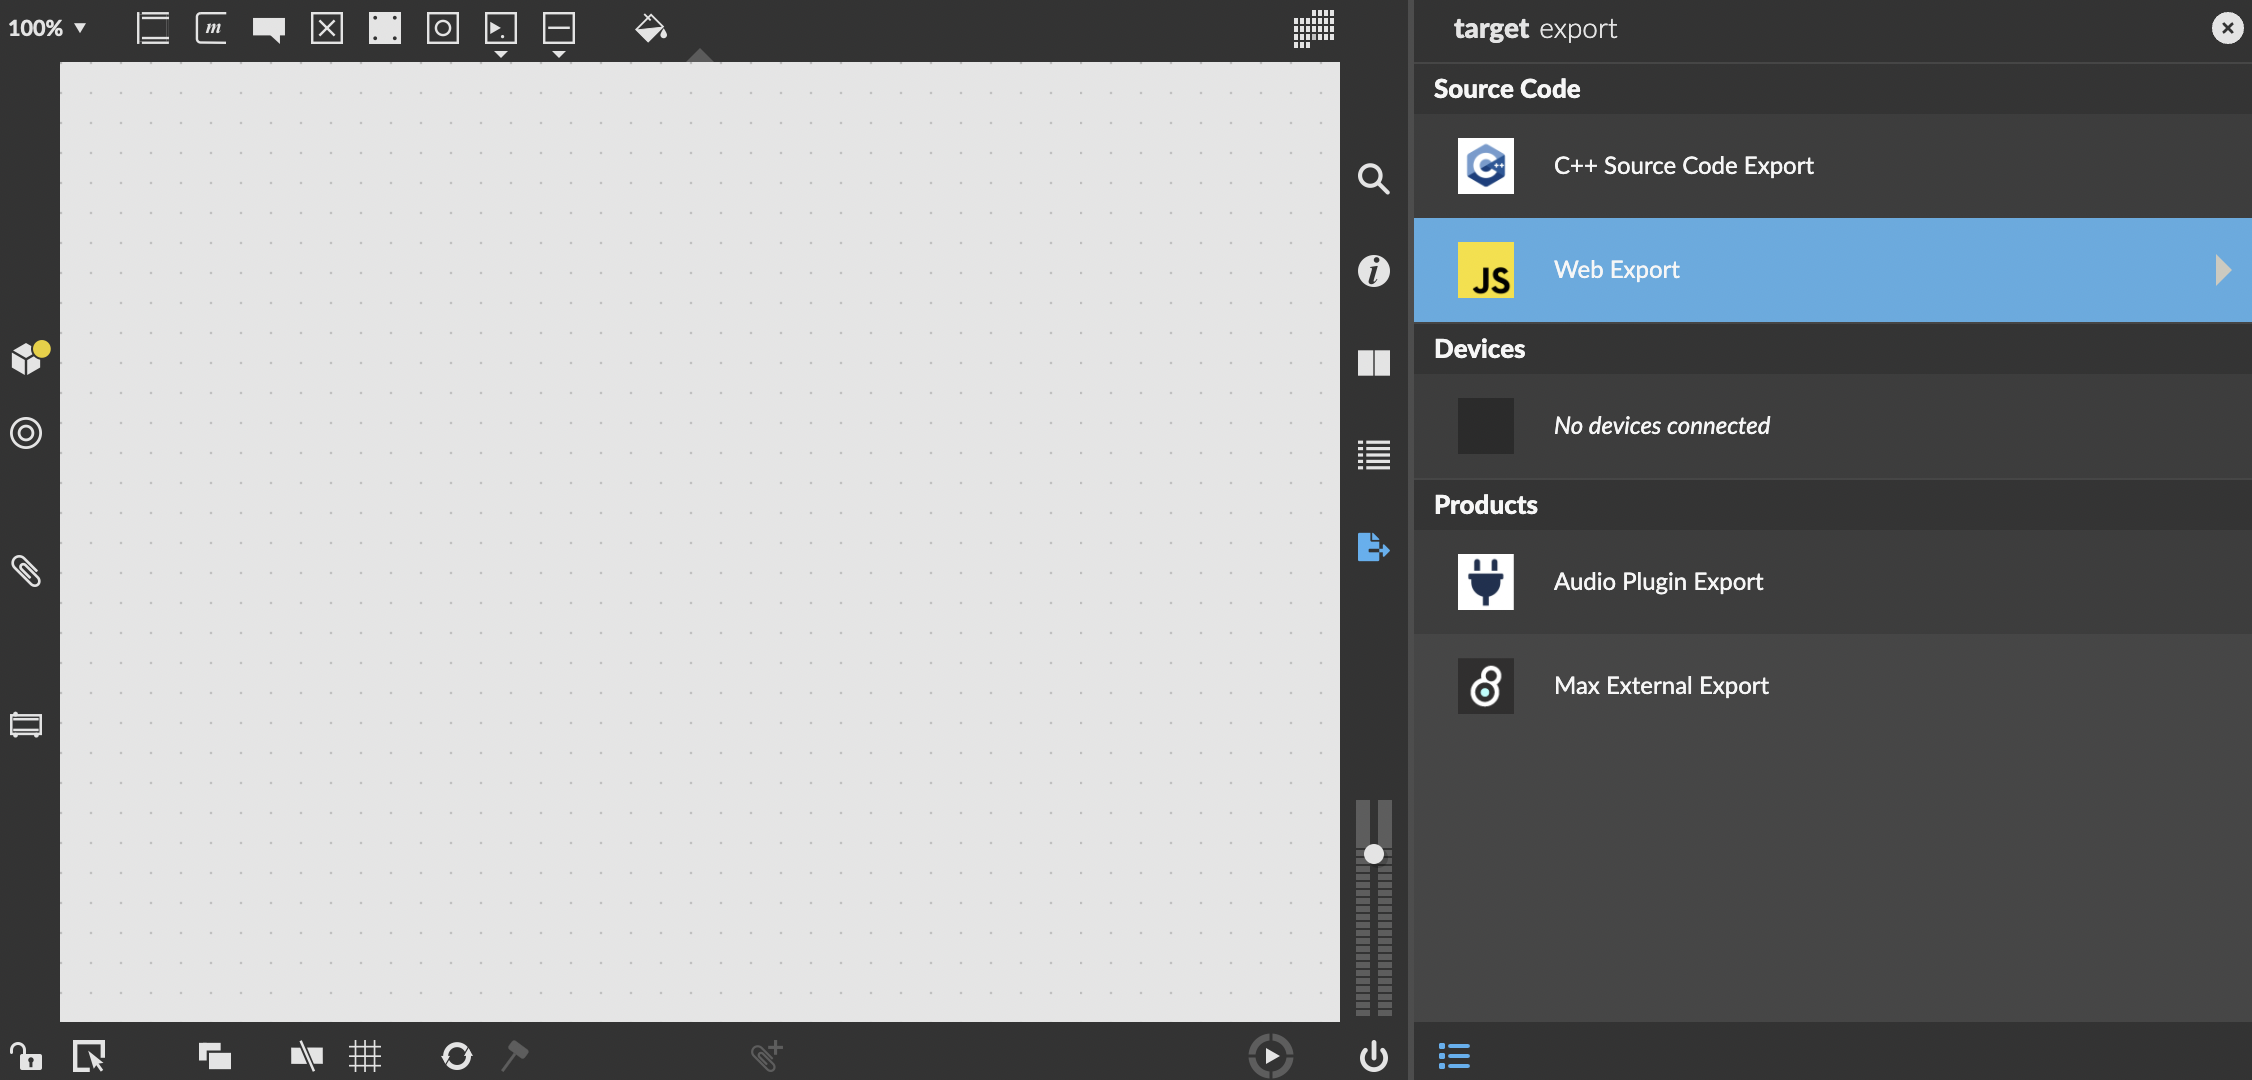 100%
m
target export
Source Code
C++ Source Code Export
JS
Web Export
Devices
No devices connected
Products
Audio Plugin Export
Max External Export